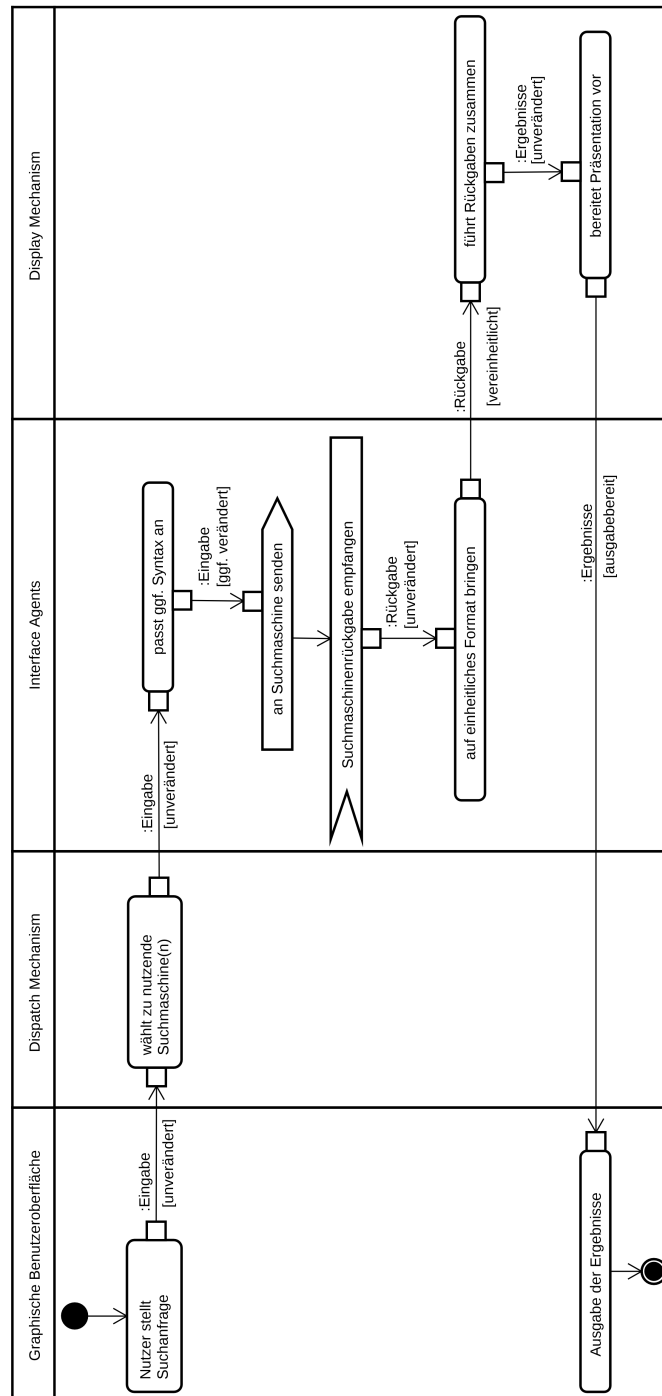 Graphische Benutzeroberfläche
Dispatch Mechanism
Interface Agents
Display Mechanism
Nutzer stellt
Suchanfrage
:Eingabe
[unverändert]
wählt zu nutzende
Suchmaschine(n)
:Eingabe
[unverändert]
passt ggf. Syntax an
:Eingabe
[ggf. verändert]
an Suchmaschine senden
Suchmaschinenrückgabe empfangen
:Rückgabe
[unverändert]
auf einheitliches Format bringen
:Rückgabe
[vereinheitlicht]
führt Rückgaben zusammen
:Ergebnisse
[unverändert]
bereitet Präsentation vor
:Ergebnisse
[ausgabebereit]
Ausgabe der Ergebnisse